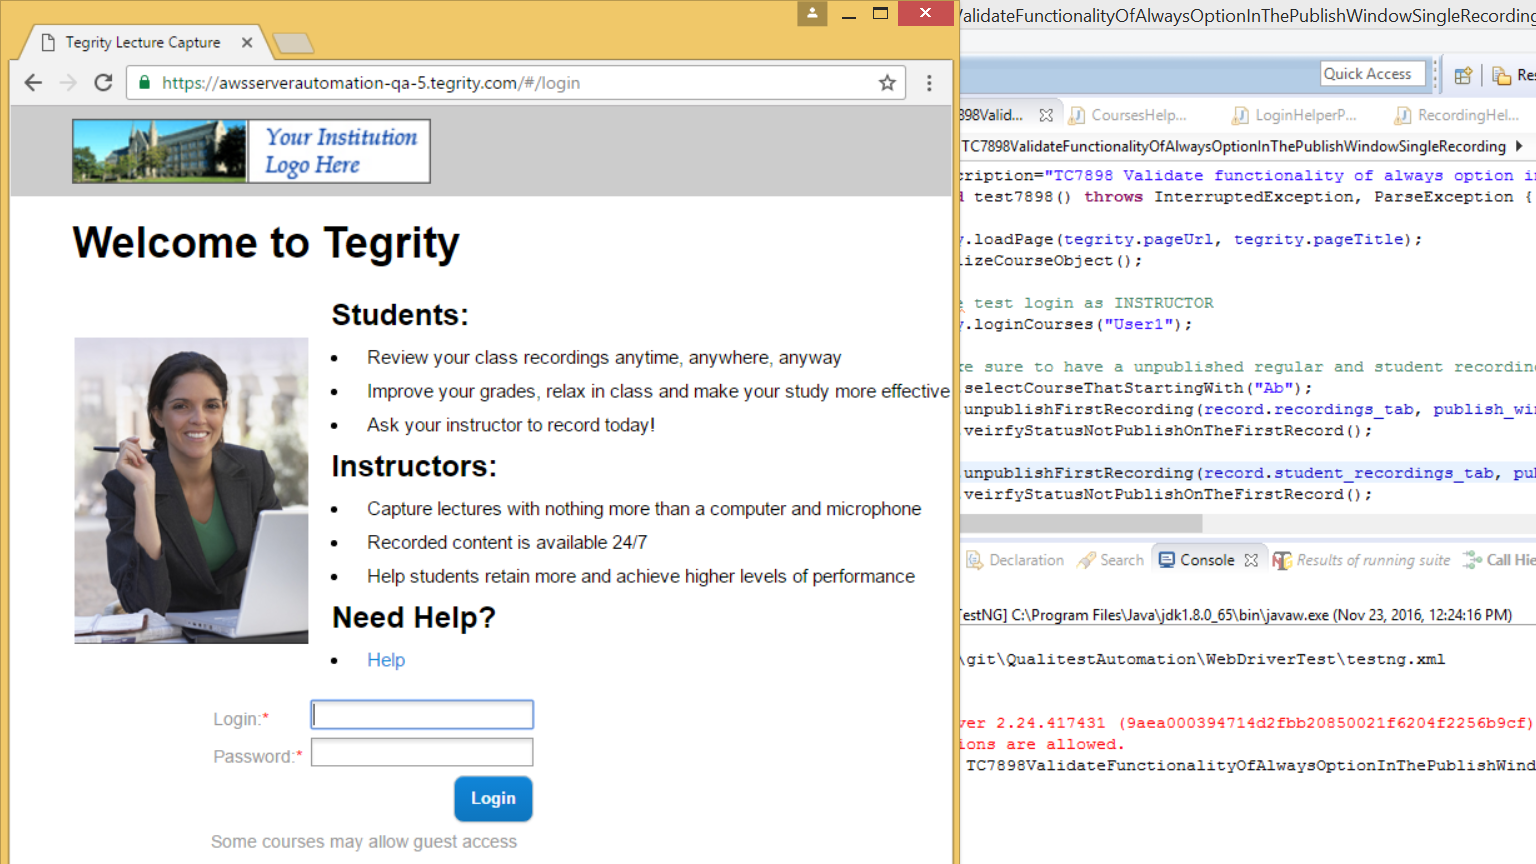 Tegrity Lecture Capture
https://awsserverautomation-qa-5.tegrity.com/#/login
Your Institution
Logo Here
Welcome to Tegrity
Students:
Review your class recordings anytime, anywhere, anyway
Improve your grades, relax in class and make your study more effective
Ask your instructor to record today!
Instructors:
Capture lectures with nothing more than a computer and microphone
Recorded content is available 24/7
Help students retain more and achieve higher levels of performance
Need Help?
Help
Login:*
Password:*
Login
Some courses may allow guest access
ValidateFunctionalityOfAlwaysOptionInThePublishWindowSingleRecording
Quick Access
Res
898Valid...
CoursesHelp...
LoginHelperP...
RecordingHel...
TC7898ValidateFunctionalityOfAlwaysOptionInThePublishWindowSingleRecording
cription="TC7898 Validate functionality of always option in
d test7898() throws InterruptedException, ParseException {
y.loadPage(tegrity.pageUrl, tegrity.pageTitle);
lizeCourseObject();
e test login as INSTRUCTOR
y.loginCourses("User1");
re sure to have a unpublished regular and student recordin
.selectCourseThatStartingWith("Ab");
.unpublishFirstRecording(record.recordings_tab, publish_wi
.veirfyStatusNotPublishOnTheFirstRecord();
.unpublishFirstRecording(record.student_recordings_tab, pu
.veirfyStatusNotPublishOnTheFirstRecord();
Declaration
Search
Console
Results of running suite
Call Hie
TestNG] C:\Program Files\Java\jdk1.8.0_65\bin\javaw.exe (Nov 23, 2016, 12:24:16 PM)
\git\QualitestAutomation\WebDriverTest\testng.xml
ver 2.24.417431 (9aea000394714d2fbb20850021f6204f2256b9cf)
ions are allowed.
TC7898ValidateFunctionalityOfAlwaysOptionInThePublishWind